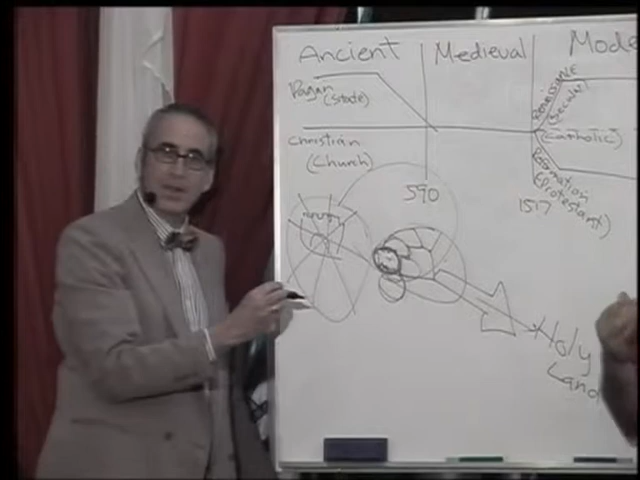 Ancient
Medieval
Mode
Pagan
(State)
Christian
(Church)
Renaissance
(Secular)
(Catholic)
Reformation
(Protestant)
590
1517
Holy
Land